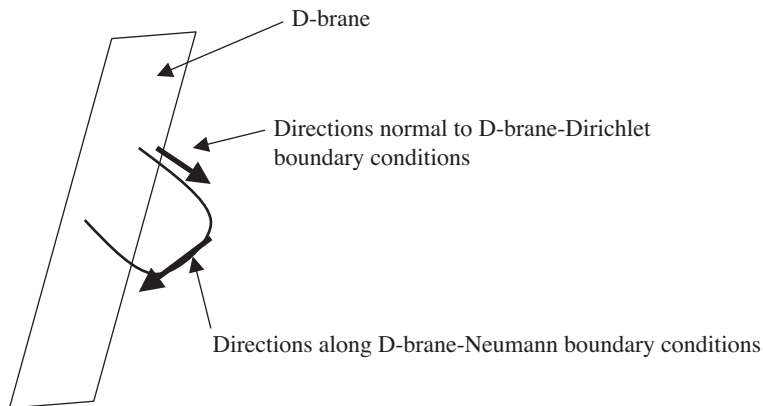 D-brane
Directions normal to D-brane-Dirichlet
boundary conditions
Directions along D-brane-Neumann boundary conditions